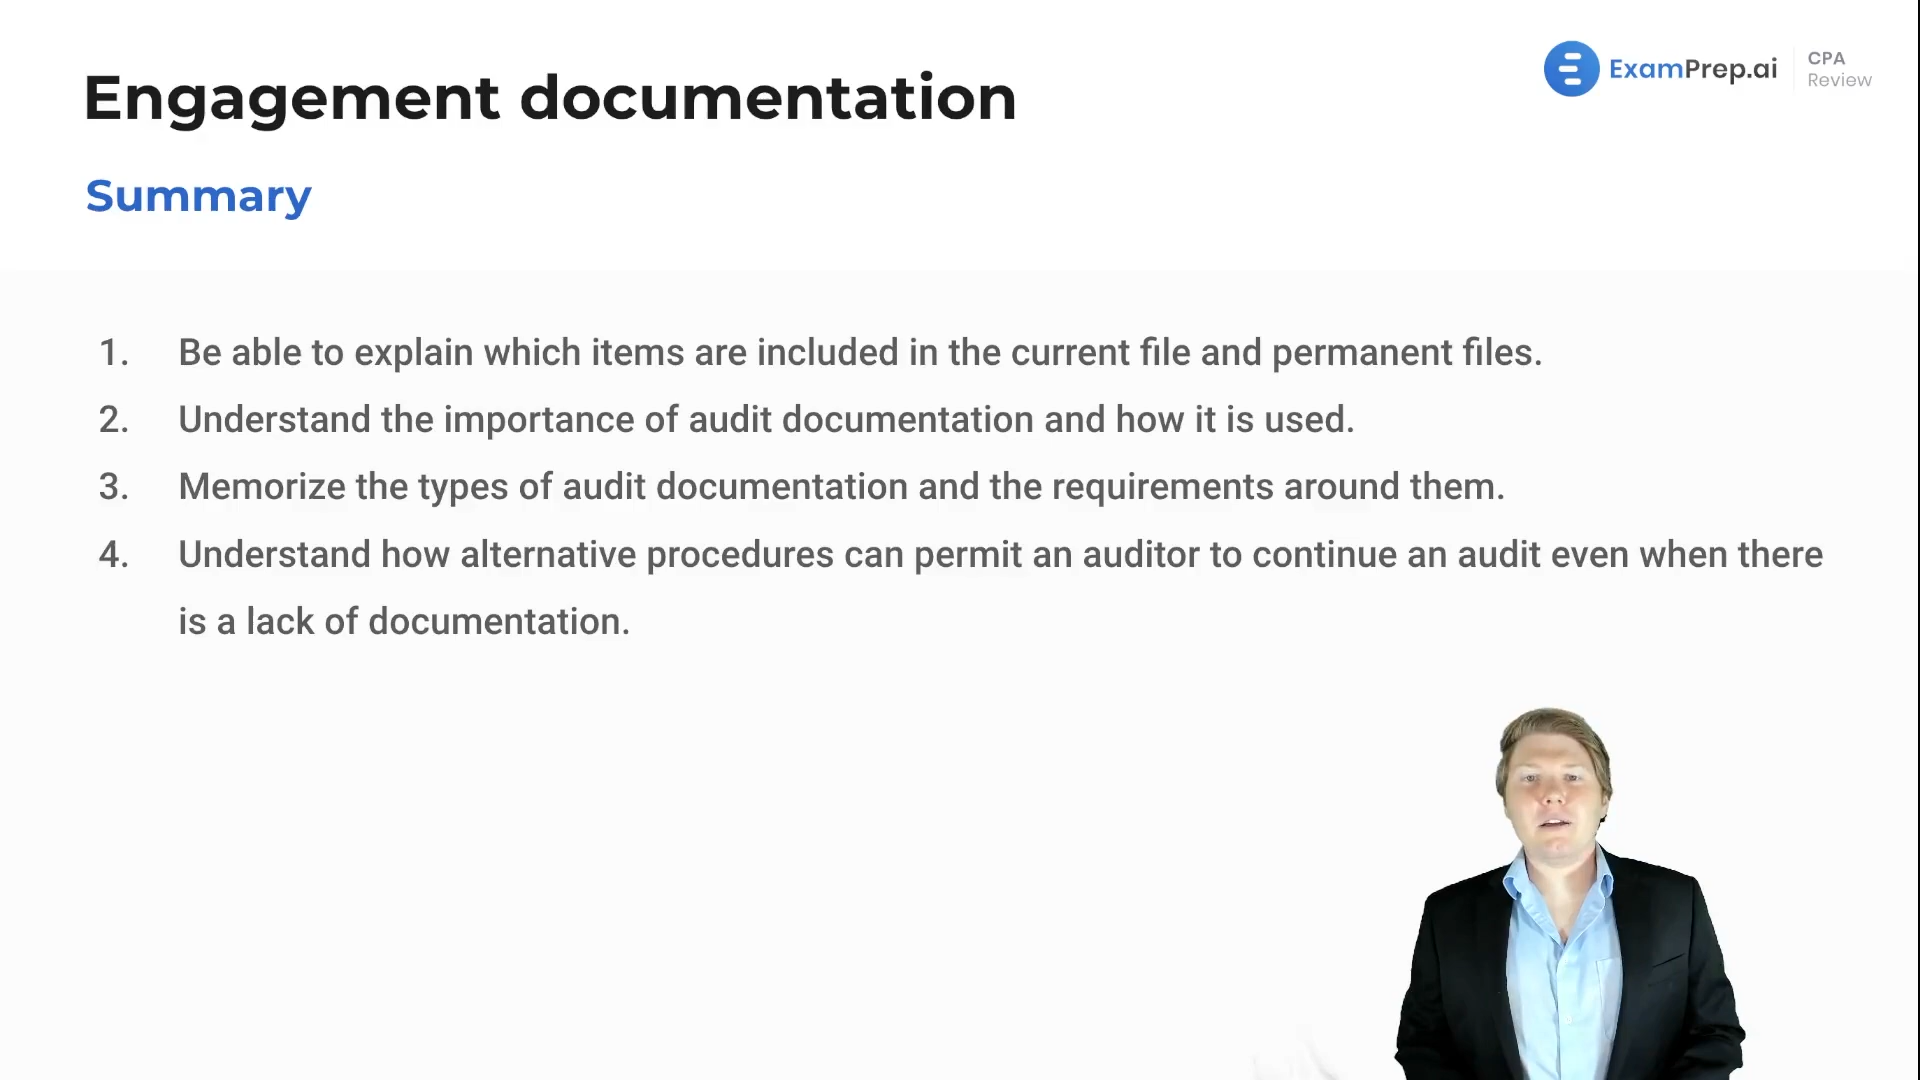 Engagement documentation
ExamPrep.ai
CPA
Review
Summary
1. Be able to explain which items are included in the current file and permanent files.
2. Understand the importance of audit documentation and how it is used.
3. Memorize the types of audit documentation and the requirements around them.
4. Understand how alternative procedures can permit an auditor to continue an audit even when there
is a lack of documentation.